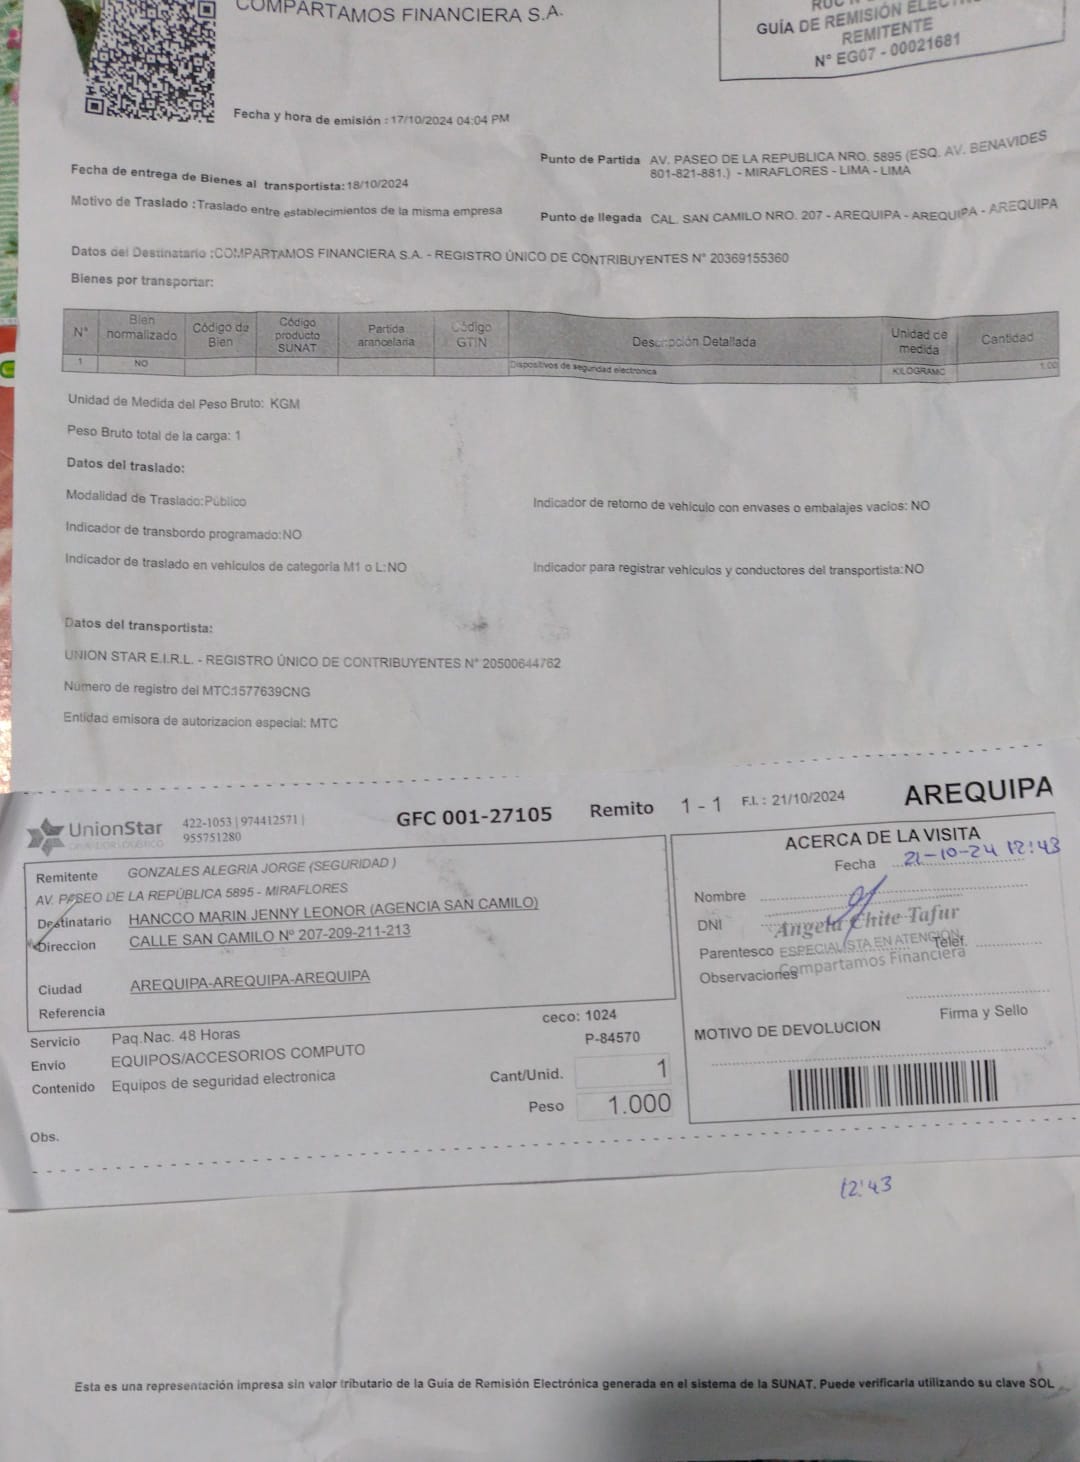 COMPARTAMOS FINANCIERA S.A.
GUÍA DE REMISIÓN
REMITENTE
N° EG07 - 00021681
Fecha y hora de emisión : 17/10/2024 04:04 PM
Punto de Partida AV. PASEO DE LA REPUBLICA NRO. 5895 (ESQ. AV. BENAVIDES
801-821-881.) - MIRAFLORES - LIMA - LIMA
Fecha de entrega de Bienes al transportista: 18/10/2024
Motivo de Traslado : Traslado entre establecimientos de la misma empresa
Punto de llegada CAL. SAN CAMILO NRO. 207 - AREQUIPA - AREQUIPA - AREQUIPA
Datos del Destinatario : COMPARTAMOS FINANCIERA S.A. - REGISTRO ÚNICO DE CONTRIBUYENTES N° 20369155360
Bienes por transportar:
N° Bien normalizado Código de Bien Código producto SUNAT Partida arancelaria Código GTIN Descripción Detallada Unidad de medida Cantidad
1 NO Dispositivos de seguridad electronica KILOGRAMO 1.00
Unidad de Medida del Peso Bruto: KGM
Peso Bruto total de la carga: 1
Datos del traslado:
Modalidad de Traslado: Público
Indicador de retorno de vehículo con envases o embalajes vacíos: NO
Indicador de transbordo programado: NO
Indicador de traslado en vehículos de categoría M1 o L: NO
Indicador para registrar vehículos y conductores del transportista: NO
Datos del transportista:
UNION STAR E.I.R.L. - REGISTRO ÚNICO DE CONTRIBUYENTES N° 20500644762
Número de registro del MTC: 1577639CNG
Entidad emisora de autorizacion especial: MTC
UnionStar
422-1053 | 974412571 |
955751280
GFC 001-27105 Remito 1 - 1 F.I. : 21/10/2024 AREQUIPA
Remitente GONZALES ALEGRIA JORGE (SEGURIDAD )
AV. PASEO DE LA REPÚBLICA 5895 - MIRAFLORES
Destinatario HANCCO MARIN JENNY LEONOR (AGENCIA SAN CAMILO)
Direccion CALLE SAN CAMILO Nº 207-209-211-213
Ciudad AREQUIPA-AREQUIPA-AREQUIPA
Referencia
Servicio Paq.Nac. 48 Horas
Envio EQUIPOS/ACCESORIOS COMPUTO
Contenido Equipos de seguridad electronica
Obs.
ceco: 1024
P-84570
Cant/Unid. 1
Peso 1.000
ACERCA DE LA VISITA
Fecha 21-10-24 12:43
Nombre
DNI
Angela Chite Tafur
Parentesco ESPECIALISTA EN ATENCIÓN Telef.
Observaciones Compartamos Financiera
Firma y Sello
MOTIVO DE DEVOLUCION
12:43
Esta es una representación impresa sin valor tributario de la Guía de Remisión Electrónica generada en el sistema de la SUNAT. Puede verificarla utilizando su clave SOL